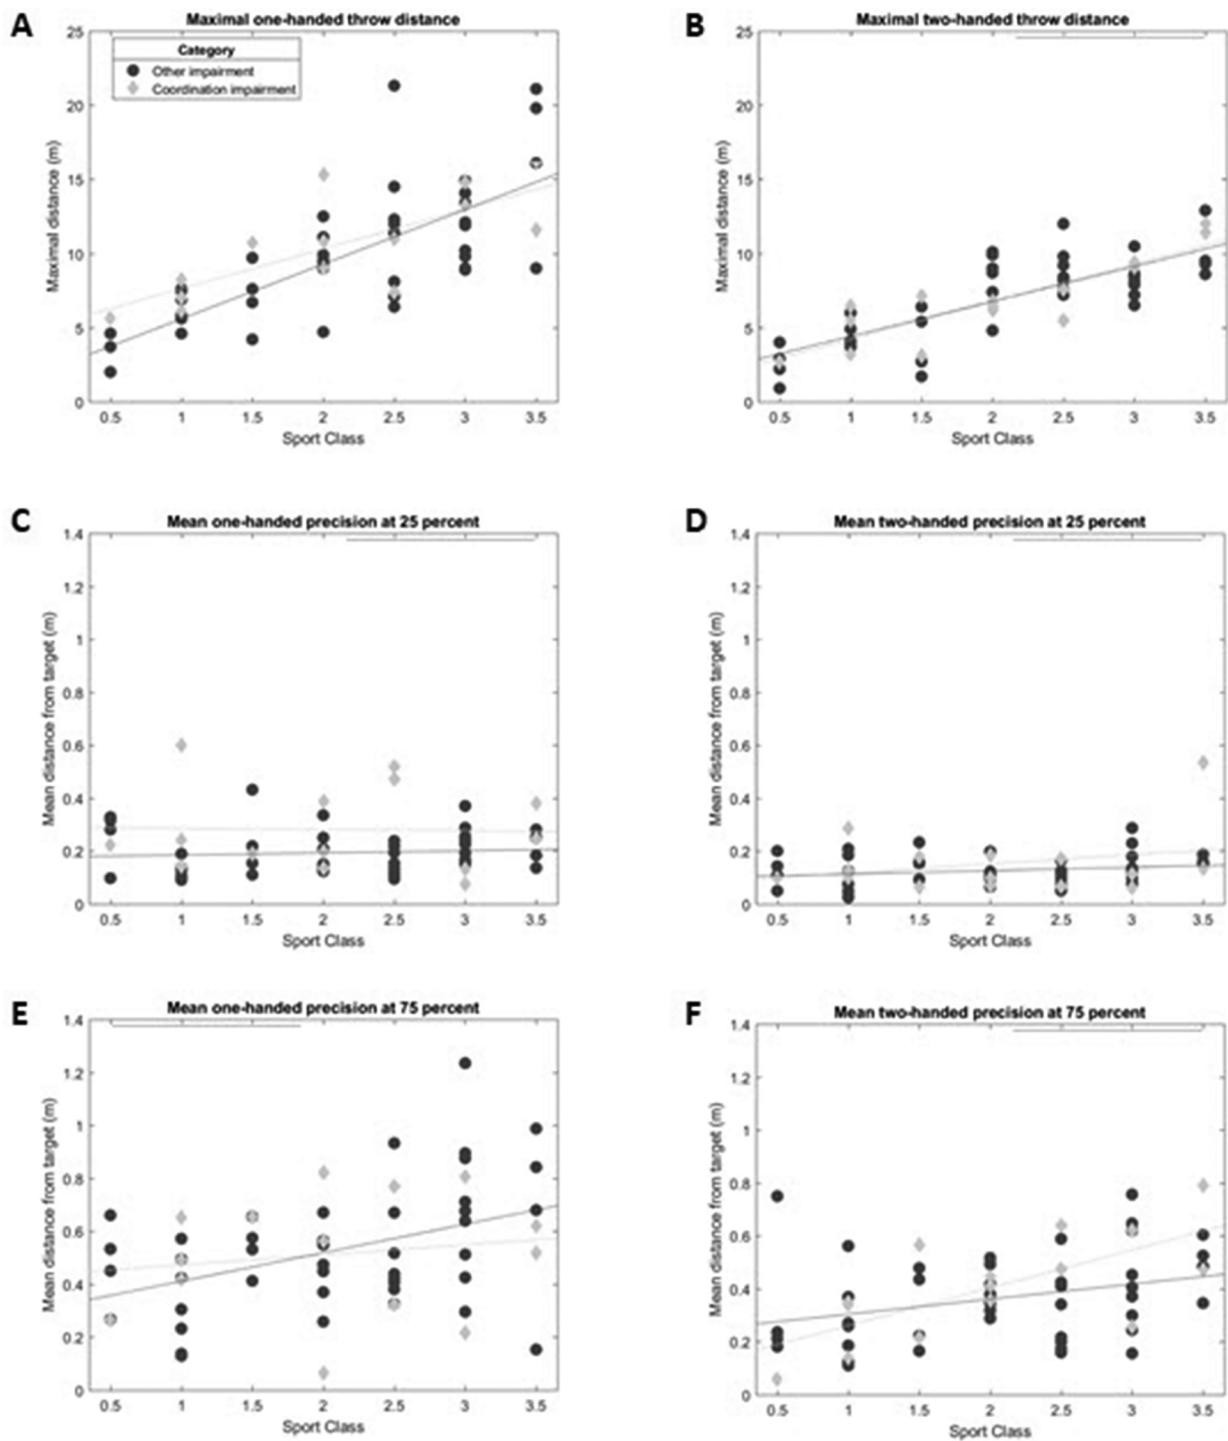 A
Maximal one-handed throw distance
Category
Other impairment
Coordination impairment
Maximal distance (m)
25
20
15
10
5
0
0.5 1 1.5 2 2.5 3 3.5
Sport Class
B
Maximal two-handed throw distance
Maximal distance (m)
25
20
15
10
5
0
0.5 1 1.5 2 2.5 3 3.5
Sport Class
C
Mean one-handed precision at 25 percent
Mean distance from target (m)
1.4
1.2
1
0.8
0.6
0.4
0.2
0
0.5 1 1.5 2 2.5 3 3.5
Sport Class
D
Mean two-handed precision at 25 percent
Mean distance from target (m)
1.4
1.2
1
0.8
0.6
0.4
0.2
0
0.5 1 1.5 2 2.5 3 3.5
Sport Class
E
Mean one-handed precision at 75 percent
Mean distance from target (m)
1.4
1.2
1
0.8
0.6
0.4
0.2
0
0.5 1 1.5 2 2.5 3 3.5
Sport Class
F
Mean two-handed precision at 75 percent
Mean distance from target (m)
1.4
1.2
1
0.8
0.6
0.4
0.2
0
0.5 1 1.5 2 2.5 3 3.5
Sport Class